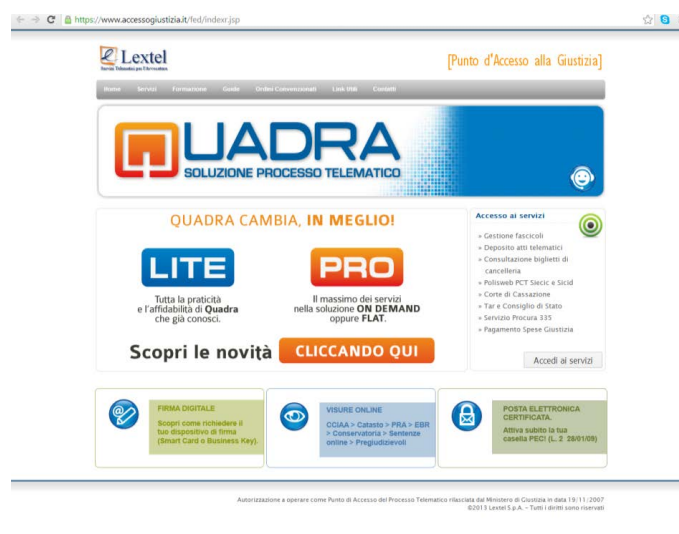 https://www.accessogiustizia.it/fed/indexr.jsp
Lextel
Servizi Telematici per l'Avvocatura
[Punto d'Accesso alla Giustizia]
Home Servizi Formazione Guide Ordini Convenzionati Link Utili Contatti
QUADRA
SOLUZIONE PROCESSO TELEMATICO
QUADRA CAMBIA, IN MEGLIO!
LITE
Tutta la praticità
e l'affidabilità di Quadra
che già conosci.
PRO
Il massimo dei servizi
nella soluzione ON DEMAND
oppure FLAT.
Scopri le novità CLICCANDO QUI
Accesso ai servizi
» Gestione fascicoli
» Deposito atti telematici
» Consultazione biglietti di
cancelleria
» Polisweb PCT Siecic e Sicid
» Corte di Cassazione
» Tar e Consiglio di Stato
» Servizio Procura 335
» Pagamento Spese Giustizia
Accedi ai servizi
FIRMA DIGITALE
Scopri come richiedere il
tuo dispositivo di firma
(Smart Card o Business Key).
VISURE ONLINE
CCIAA > Catasto > PRA > EBR
> Conservatoria > Sentenze
online > Pregiudizievoli
POSTA ELETTRONICA
CERTIFICATA.
Attiva subito la tua
casella PEC! (L. 2 28/01/09)
Autorizzazione a operare come Punto di Accesso del Processo Telematico rilasciata dal Ministero di Giustizia in data 19/11/2007
©2013 Lextel S.p.A. - Tutti i diritti sono riservati